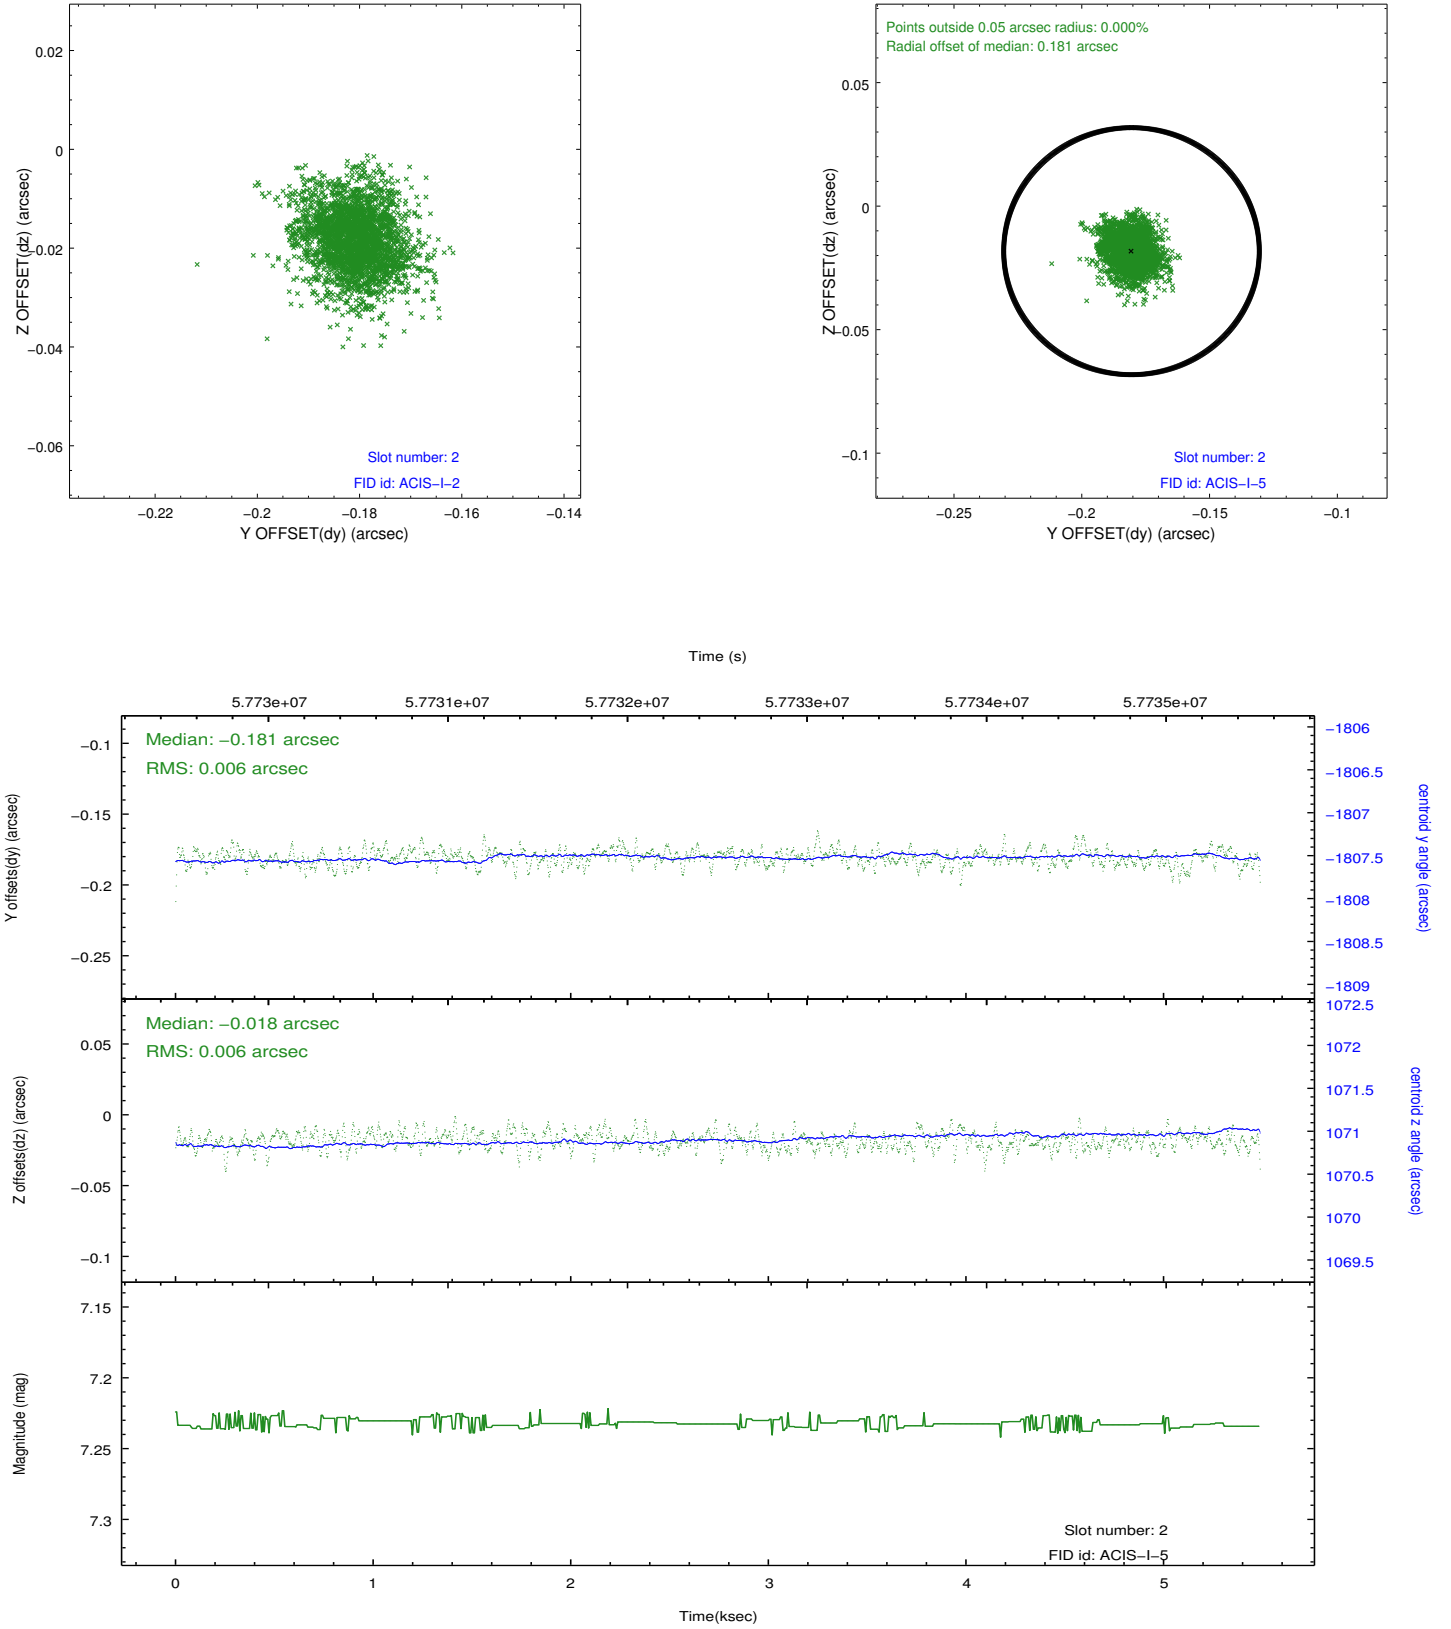 0.02
0
−0.02
−0.04
−0.06
Z OFFSET(dz) (arcsec)
Slot number: 2
FID id: ACIS−I−2
−0.22
−0.2
−0.18
−0.16
−0.14
Y OFFSET(dy) (arcsec)
Points outside 0.05 arcsec radius: 0.000%
Radial offset of median: 0.181 arcsec
0.05
0
−0.05
−0.1
Z OFFSET(dz) (arcsec)
Slot number: 2
FID id: ACIS−I−5
−0.25
−0.2
−0.15
−0.1
Y OFFSET(dy) (arcsec)
Time (s)
5.773e+07
5.7731e+07
5.7732e+07
5.7733e+07
5.7734e+07
5.7735e+07
Median: −0.181 arcsec
RMS: 0.006 arcsec
−0.1
−0.15
−0.2
−0.25
Y offsets(dy) (arcsec)
−1806
−1806.5
−1807
−1807.5
−1808
−1808.5
−1809
centroid y angle (arcsec)
Median: −0.018 arcsec
RMS: 0.006 arcsec
0.05
0
−0.05
−0.1
Z offsets(dz) (arcsec)
1072.5
1072
1071.5
1071
1070.5
1070
1069.5
centroid z angle (arcsec)
7.15
7.2
7.25
7.3
Magnitude (mag)
Slot number: 2
FID id: ACIS−I−5
0
1
2
3
4
5
Time(ksec)